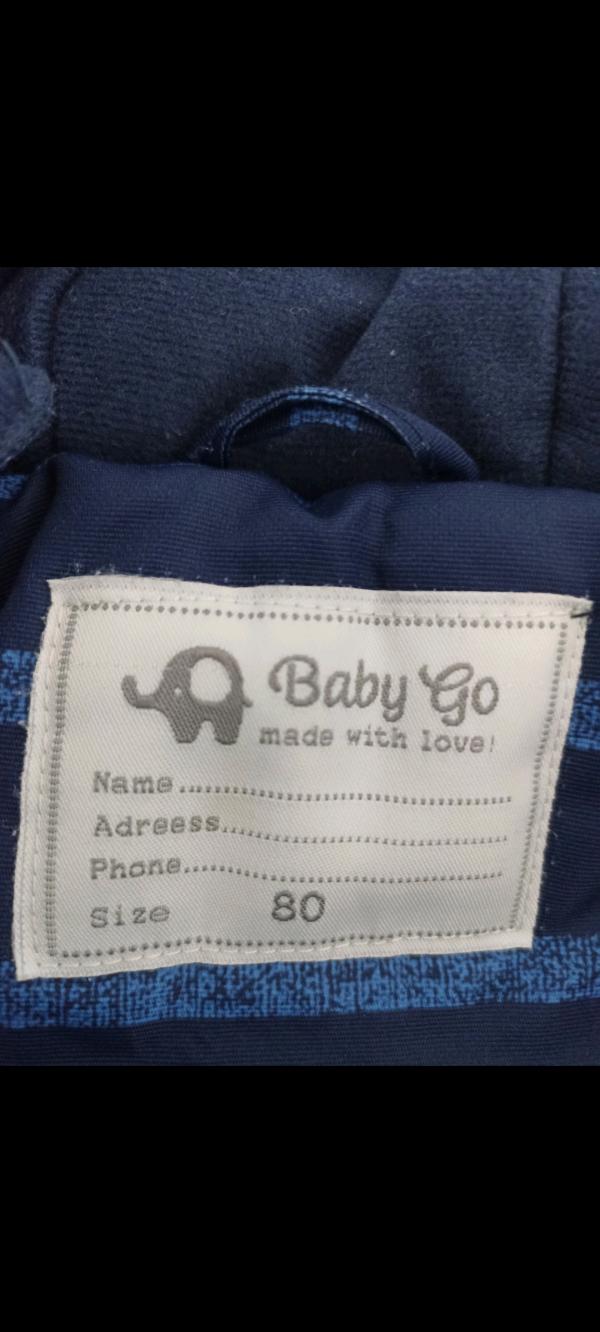 Baby Go
made with love!
Name....................................................
Adreess...............................................
Phone....................................................
Size 80